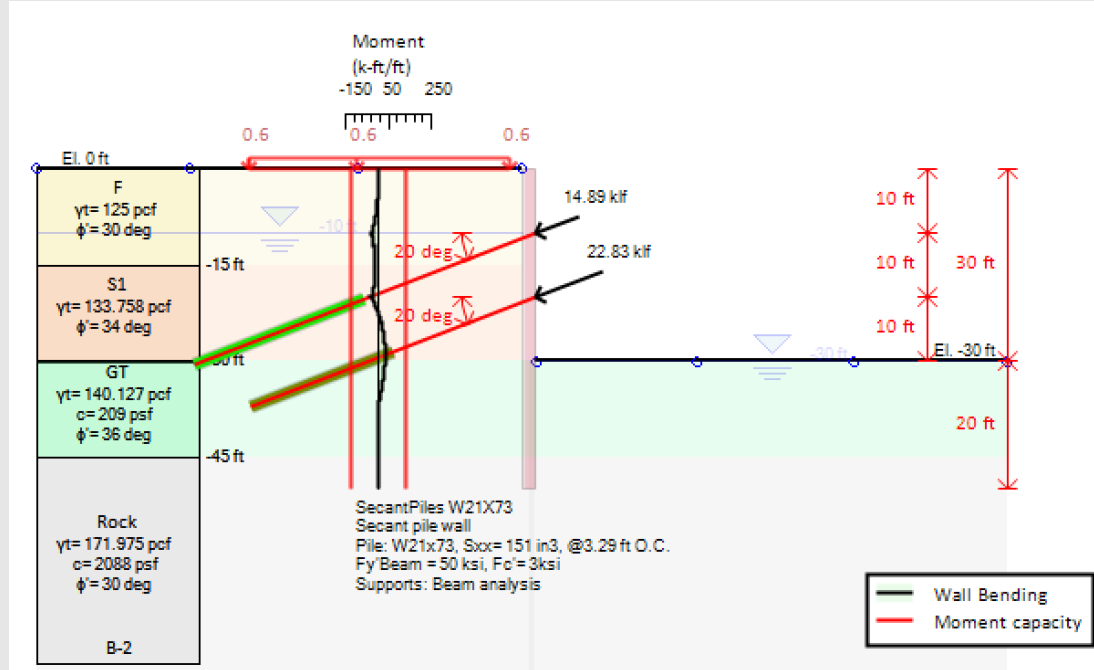 Moment
(k-ft/ft)
-150 50 250
0.6 0.6 0.6
El. 0 ft
F
γt= 125 pcf
ϕ'= 30 deg
-10 ft
-15 ft
S1
γt= 133.758 pcf
ϕ'= 34 deg
20 deg
20 deg
14.89 klf
22.83 klf
10 ft
10 ft
10 ft
30 ft
-30 ft
El. -30 ft
-30 ft
GT
γt= 140.127 pcf
c= 209 psf
ϕ'= 36 deg
20 ft
-45 ft
Rock
γt= 171.975 pcf
c= 2088 psf
ϕ'= 30 deg
B-2
SecantPiles W21X73
Secant pile wall
Pile: W21x73, Sxx= 151 in3, @3.29 ft O.C.
Fy'Beam = 50 ksi, Fc'= 3ksi
Supports: Beam analysis
Wall Bending
Moment capacity